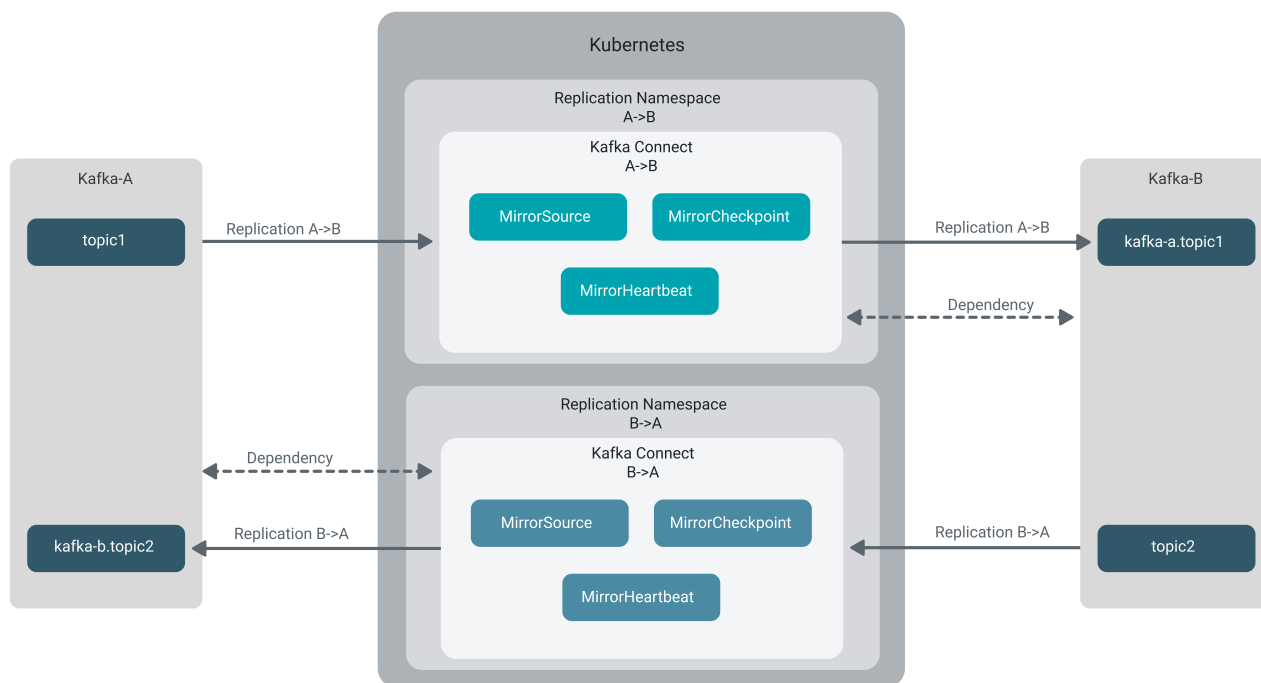 Kubernetes
Replication Namespace
A->B
Kafka Connect
A->B
MirrorSource
MirrorCheckpoint
MirrorHeartbeat
Kafka-A
topic1
Replication A->B
Replication A->B
Kafka-B
kafka-a.topic1
Dependency
Replication Namespace
B->A
Kafka Connect
B->A
MirrorSource
MirrorCheckpoint
MirrorHeartbeat
Dependency
kafka-b.topic2
Replication B->A
Replication B->A
topic2